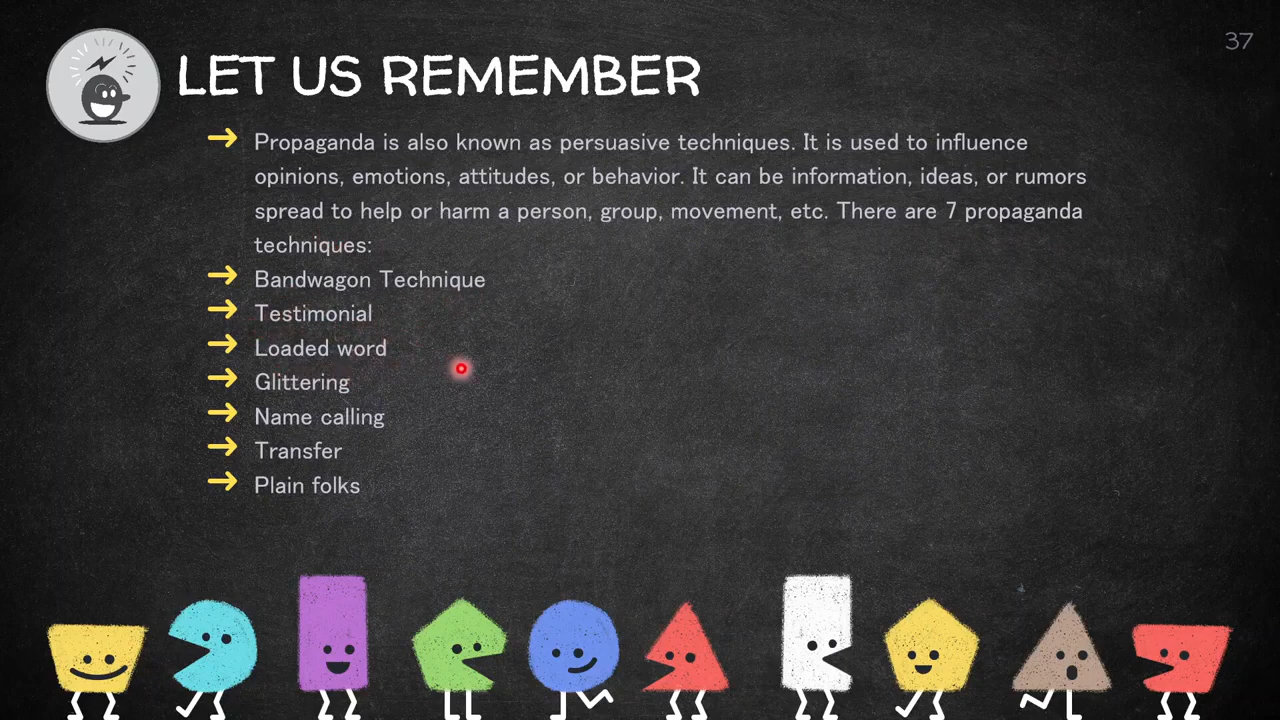 37
LET US REMEMBER
Propaganda is also known as persuasive techniques. It is used to influence
opinions, emotions, attitudes, or behavior. It can be information, ideas, or rumors
spread to help or harm a person, group, movement, etc. There are 7 propaganda
techniques:
Bandwagon Technique
Testimonial
Loaded word
Glittering
Name calling
Transfer
Plain folks